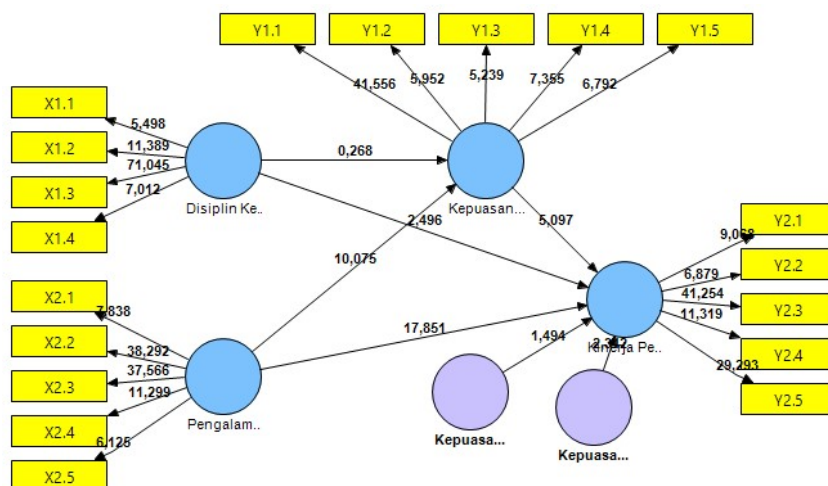 Y1.1
Y1.2
Y1.3
Y1.4
Y1.5
41,556
5,952
5,239
7,355
6,792
X1.1
X1.2
X1.3
X1.4
5,498
11,389
71,045
7,012
Disiplin Ke..
0,268
Kepuasan...
2,496
5,097
10,075
17,851
X2.1
X2.2
X2.3
X2.4
X2.5
7,838
38,292
37,566
11,299
6,125
Pengalam..
1,494
Kinerja Pe..
Kepuasa...
Kepuasa...
Y2.1
Y2.2
Y2.3
Y2.4
Y2.5
9,068
6,879
41,254
11,319
29,293